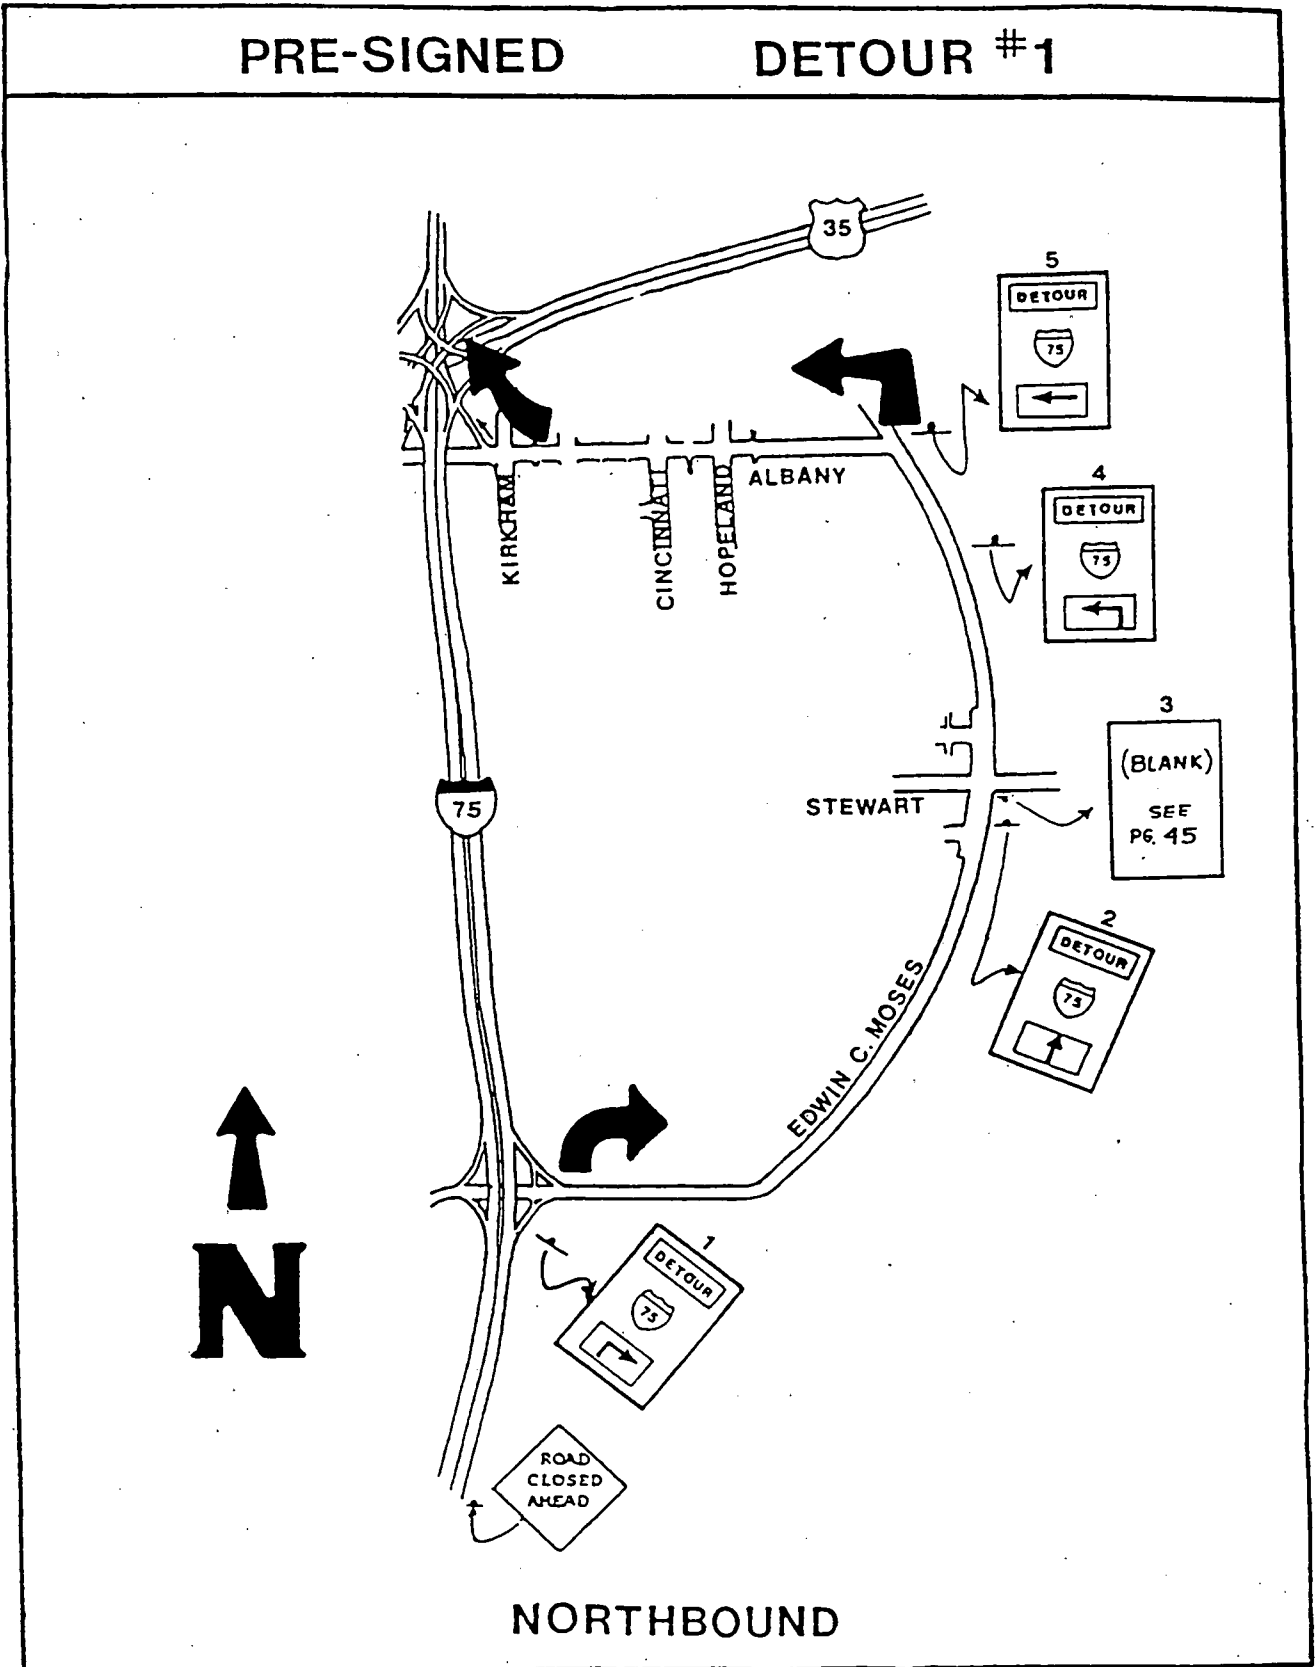 PRE-SIGNED DETOUR #1
35
5
DETOUR
75
4
DETOUR
75
ALBANY
KIRKHAM
CINCINNATI
HOPELAND
3
(BLANK)
SEE
PG. 45
75
STEWART
2
DETOUR
75
EDWIN C. MOSES
1
DETOUR
75
N
ROAD
CLOSED
AHEAD
NORTHBOUND